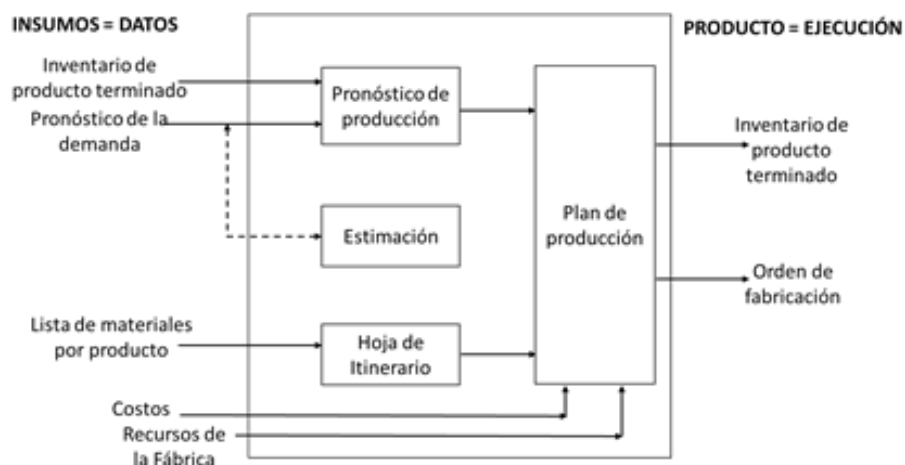 INSUMOS = DATOS
PRODUCTO = EJECUCIÓN
Inventario de
producto terminado
Pronóstico de la
demanda
Pronóstico de
producción
Estimación
Lista de materiales
por producto
Hoja de
Itinerario
Costos
Recursos de
la Fábrica
Plan de
producción
Inventario de
producto
terminado
Orden de
fabricación